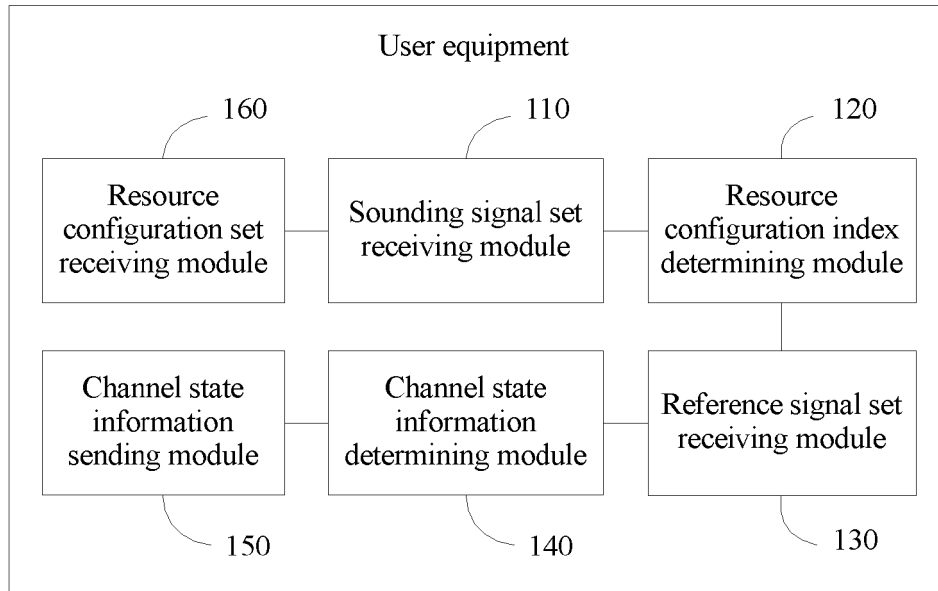 User equipment
160
110
120
Resource
configuration set
receiving module
Sounding signal set
receiving module
Resource
configuration index
determining module
Channel state
information
sending module
Channel state
information
determining module
Reference signal set
receiving module
150
140
130